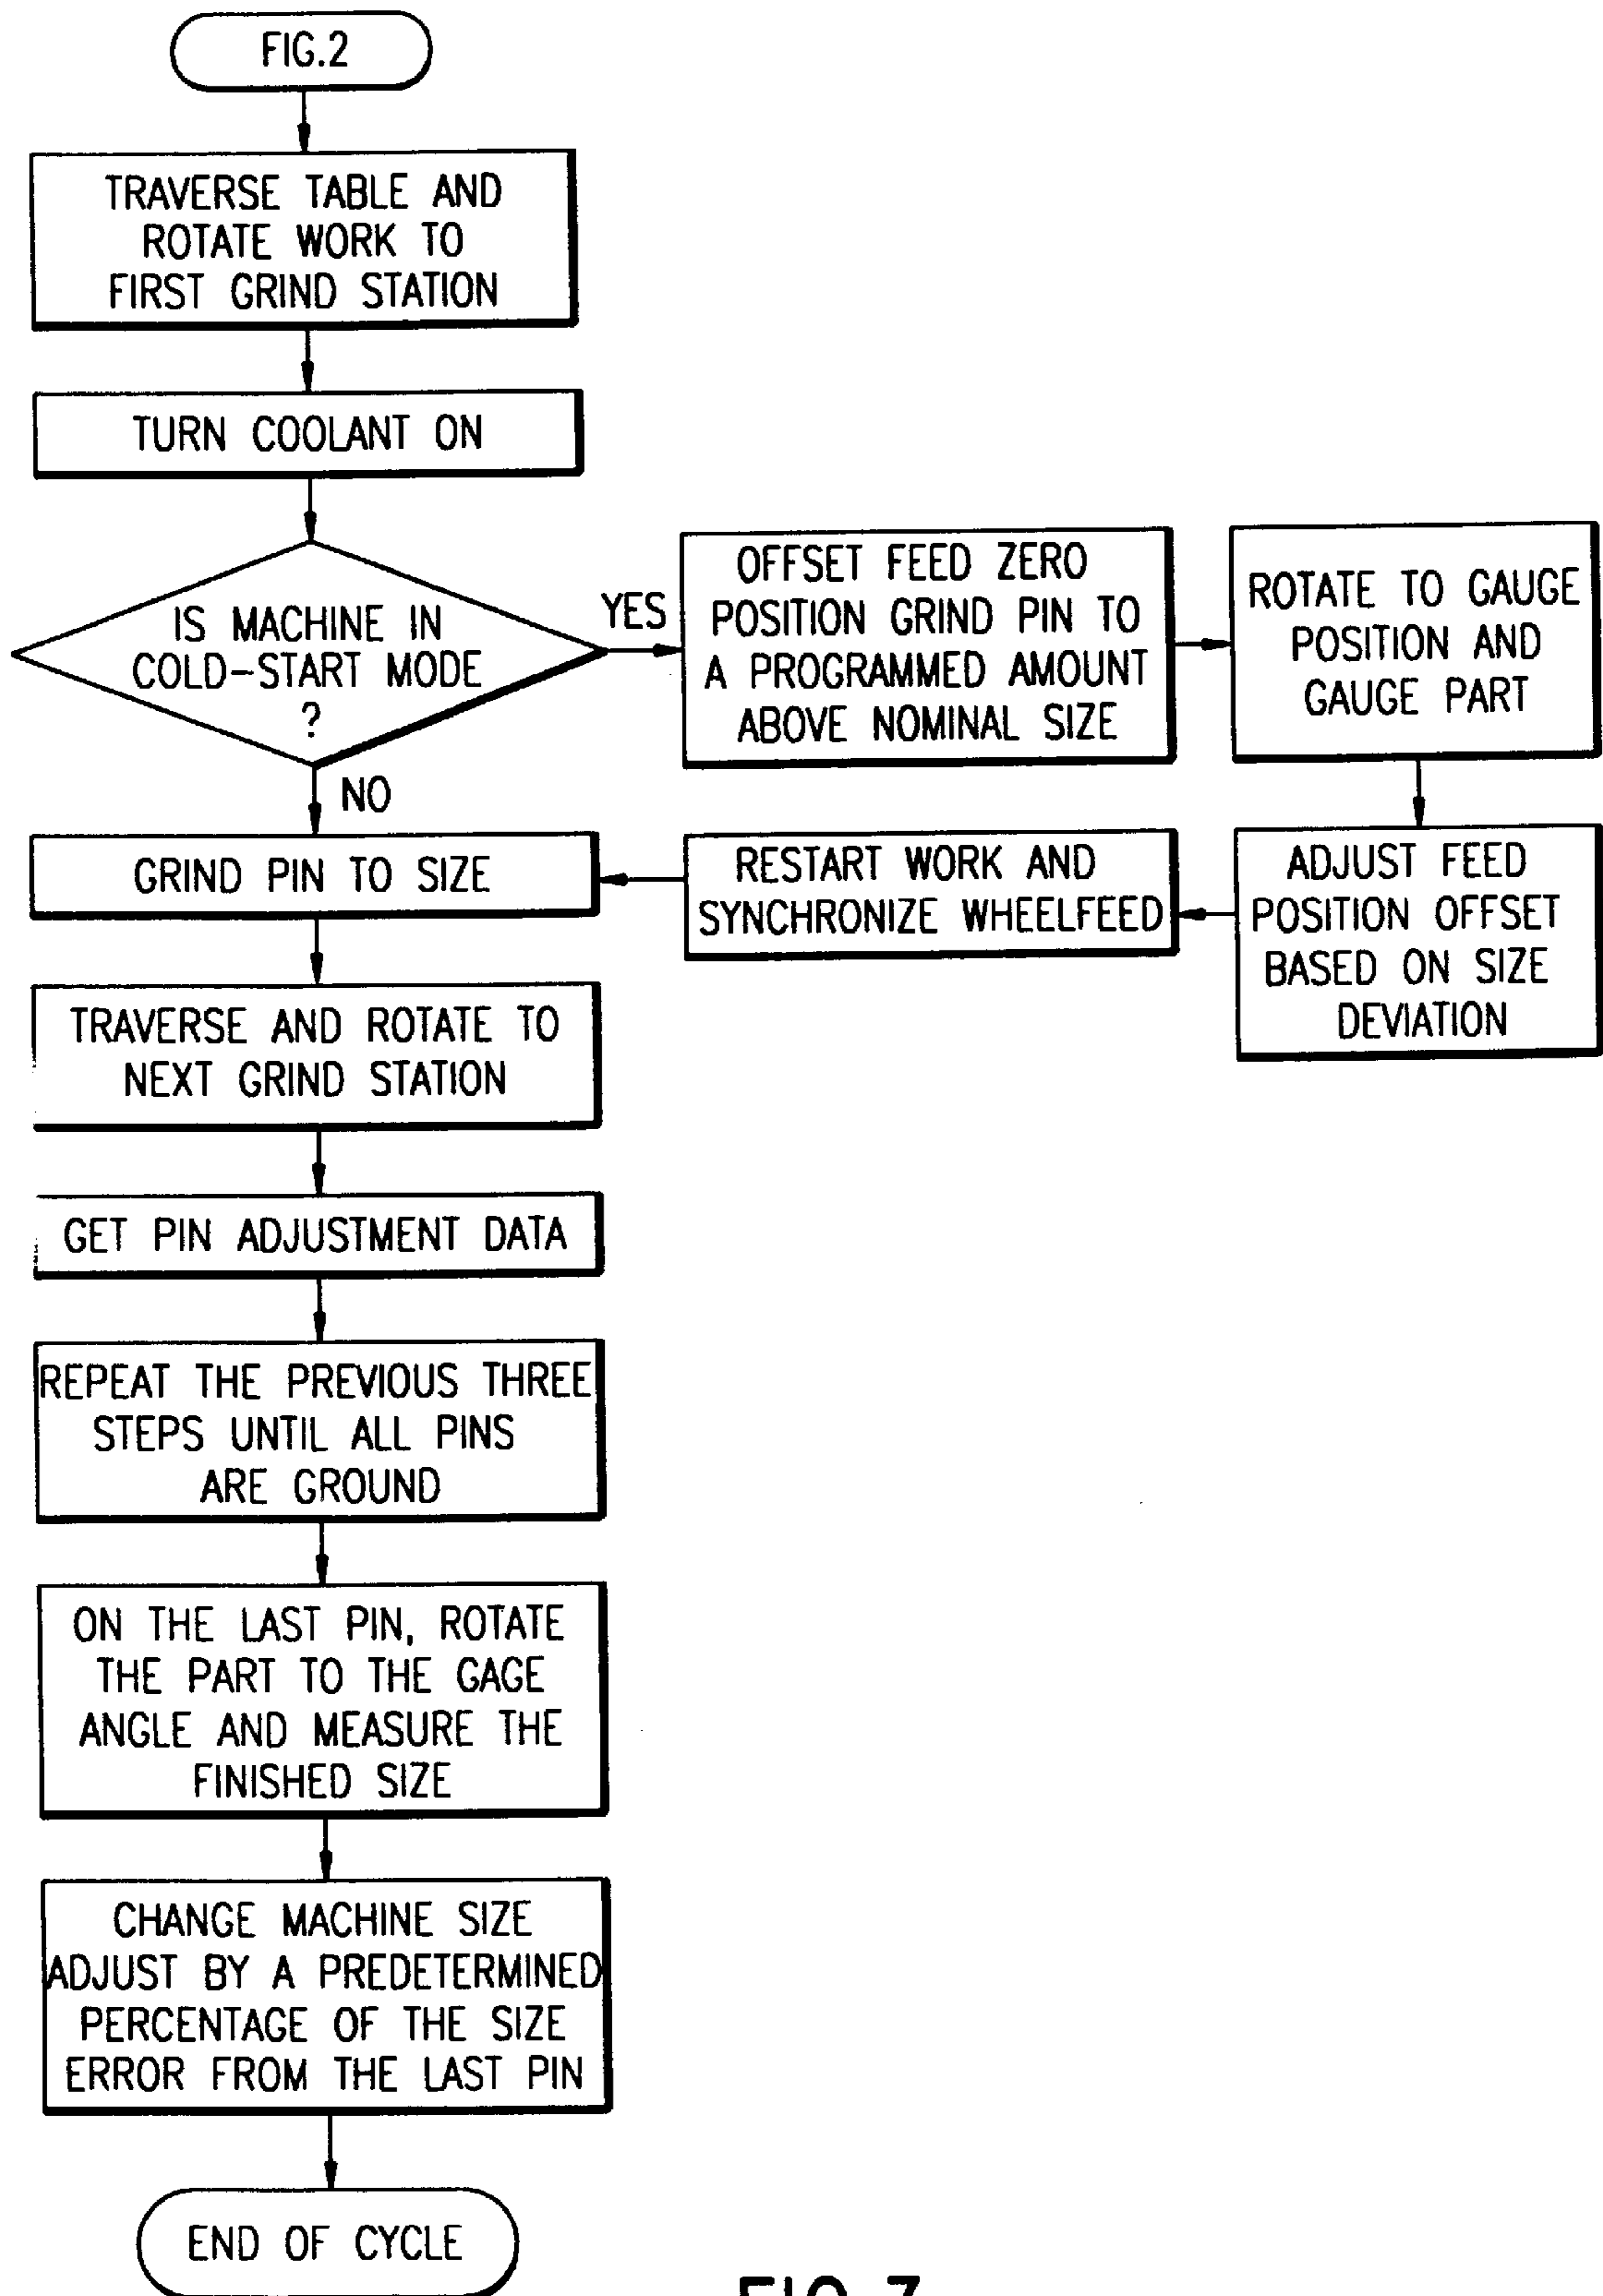 FIG.2
TRAVERSE TABLE AND
ROTATE WORK TO
FIRST GRIND STATION
TURN COOLANT ON
IS MACHINE IN
COLD-START MODE
?
YES
OFFSET FEED ZERO
POSITION GRIND PIN TO
A PROGRAMMED AMOUNT
ABOVE NOMINAL SIZE
ROTATE TO GAUGE
POSITION AND
GAUGE PART
ADJUST FEED
POSITION OFFSET
BASED ON SIZE
DEVIATION
RESTART WORK AND
SYNCHRONIZE WHEELFEED
NO
GRIND PIN TO SIZE
TRAVERSE AND ROTATE TO
NEXT GRIND STATION
GET PIN ADJUSTMENT DATA
REPEAT THE PREVIOUS THREE
STEPS UNTIL ALL PINS
ARE GROUND
ON THE LAST PIN, ROTATE
THE PART TO THE GAGE
ANGLE AND MEASURE THE
FINISHED SIZE
CHANGE MACHINE SIZE
ADJUST BY A PREDETERMINED
PERCENTAGE OF THE SIZE
ERROR FROM THE LAST PIN
END OF CYCLE